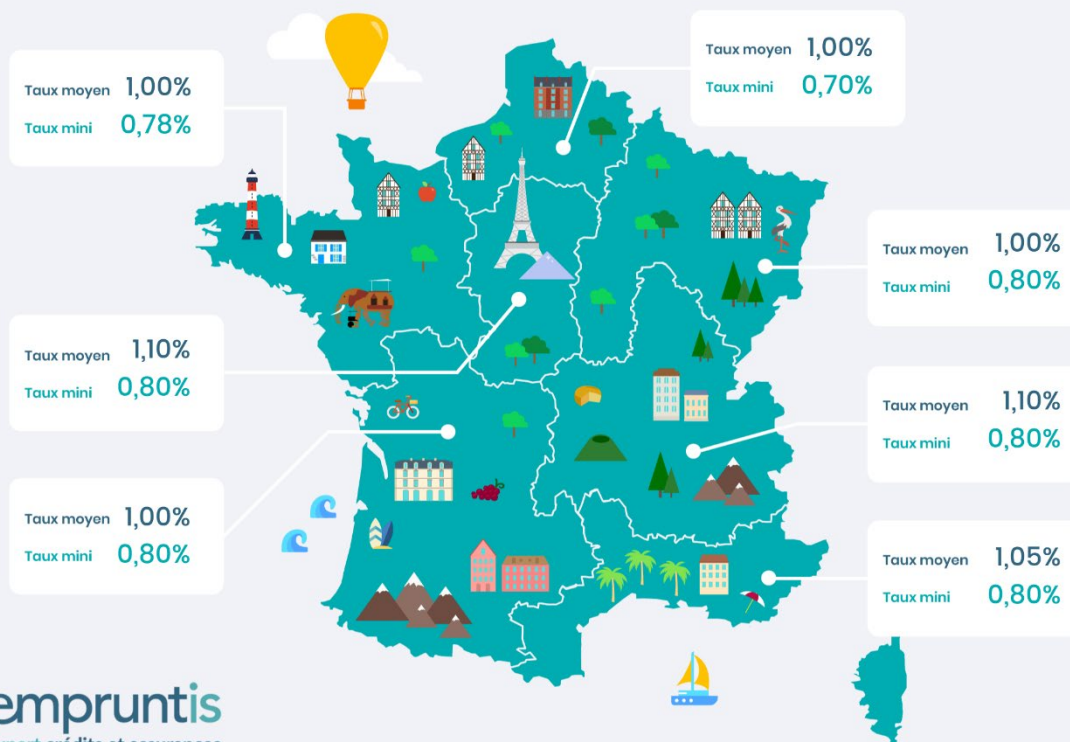 Taux moyen 1,00%
Taux mini 0,78%
Taux moyen 1,00%
Taux mini 0,70%
Taux moyen 1,00%
Taux mini 0,80%
Taux moyen 1,10%
Taux mini 0,80%
Taux moyen 1,10%
Taux mini 0,80%
Taux moyen 1,00%
Taux mini 0,80%
Taux moyen 1,05%
Taux mini 0,80%
empruntis
crédits et assurances